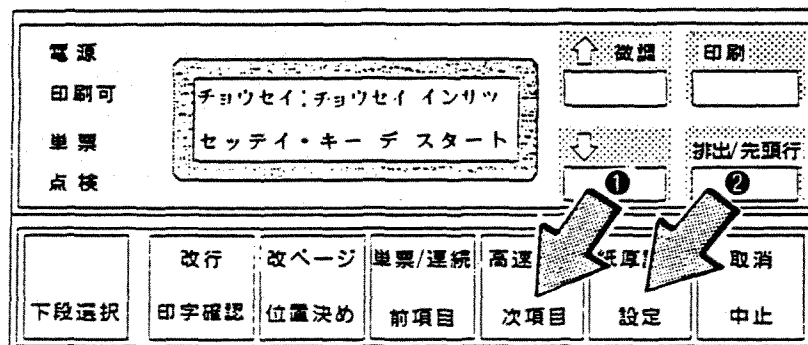 電源
印刷可
単票
点検
チョウセイ:チョウセイ インサツ
セッテイ・キー デ スタート
微調
印刷
排出/先頭行
❶
❷
改行
改ページ
単票/連続
高速
紙厚
取消
下段選択
印字確認
位置決め
前項目
次項目
設定
中止